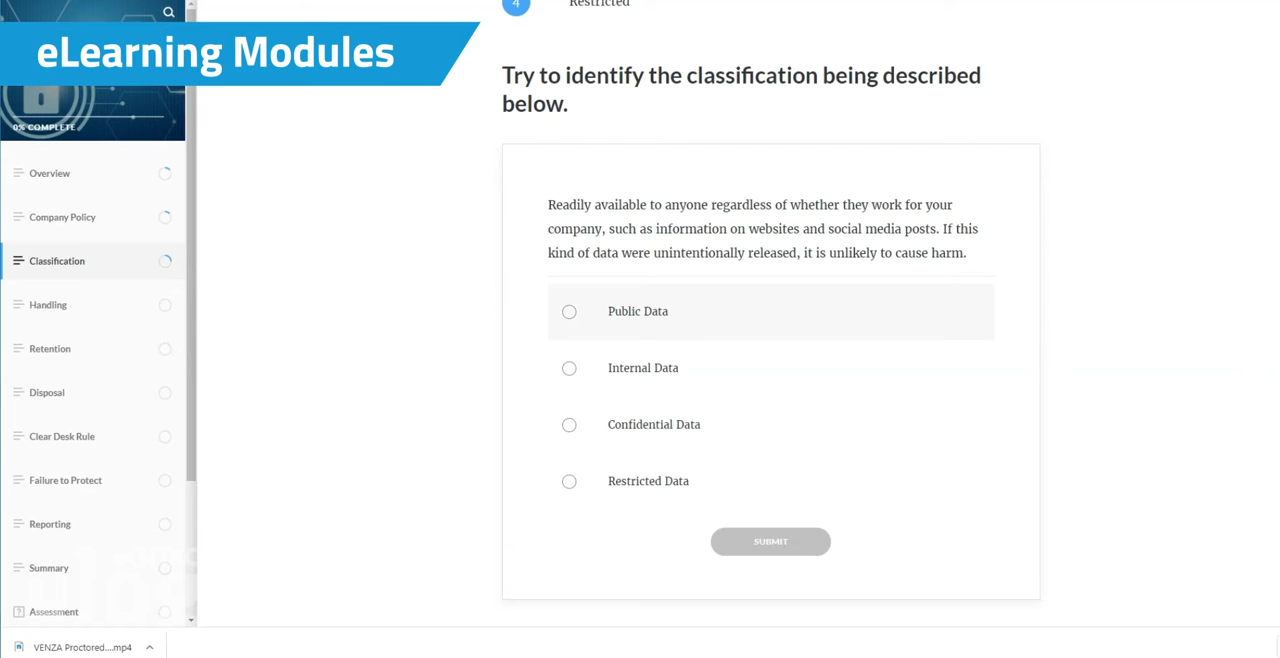 eLearning Modules
0% COMPLETE
Overview
Company Policy
Classification
Handling
Retention
Disposal
Clear Desk Rule
Failure to Protect
Reporting
Summary
Assessment
4 Restricted
Try to identify the classification being described
below.
Readily available to anyone regardless of whether they work for your
company, such as information on websites and social media posts. If this
kind of data were unintentionally released, it is unlikely to cause harm.
Public Data
Internal Data
Confidential Data
Restricted Data
SUBMIT
VENZA Proctored....mp4